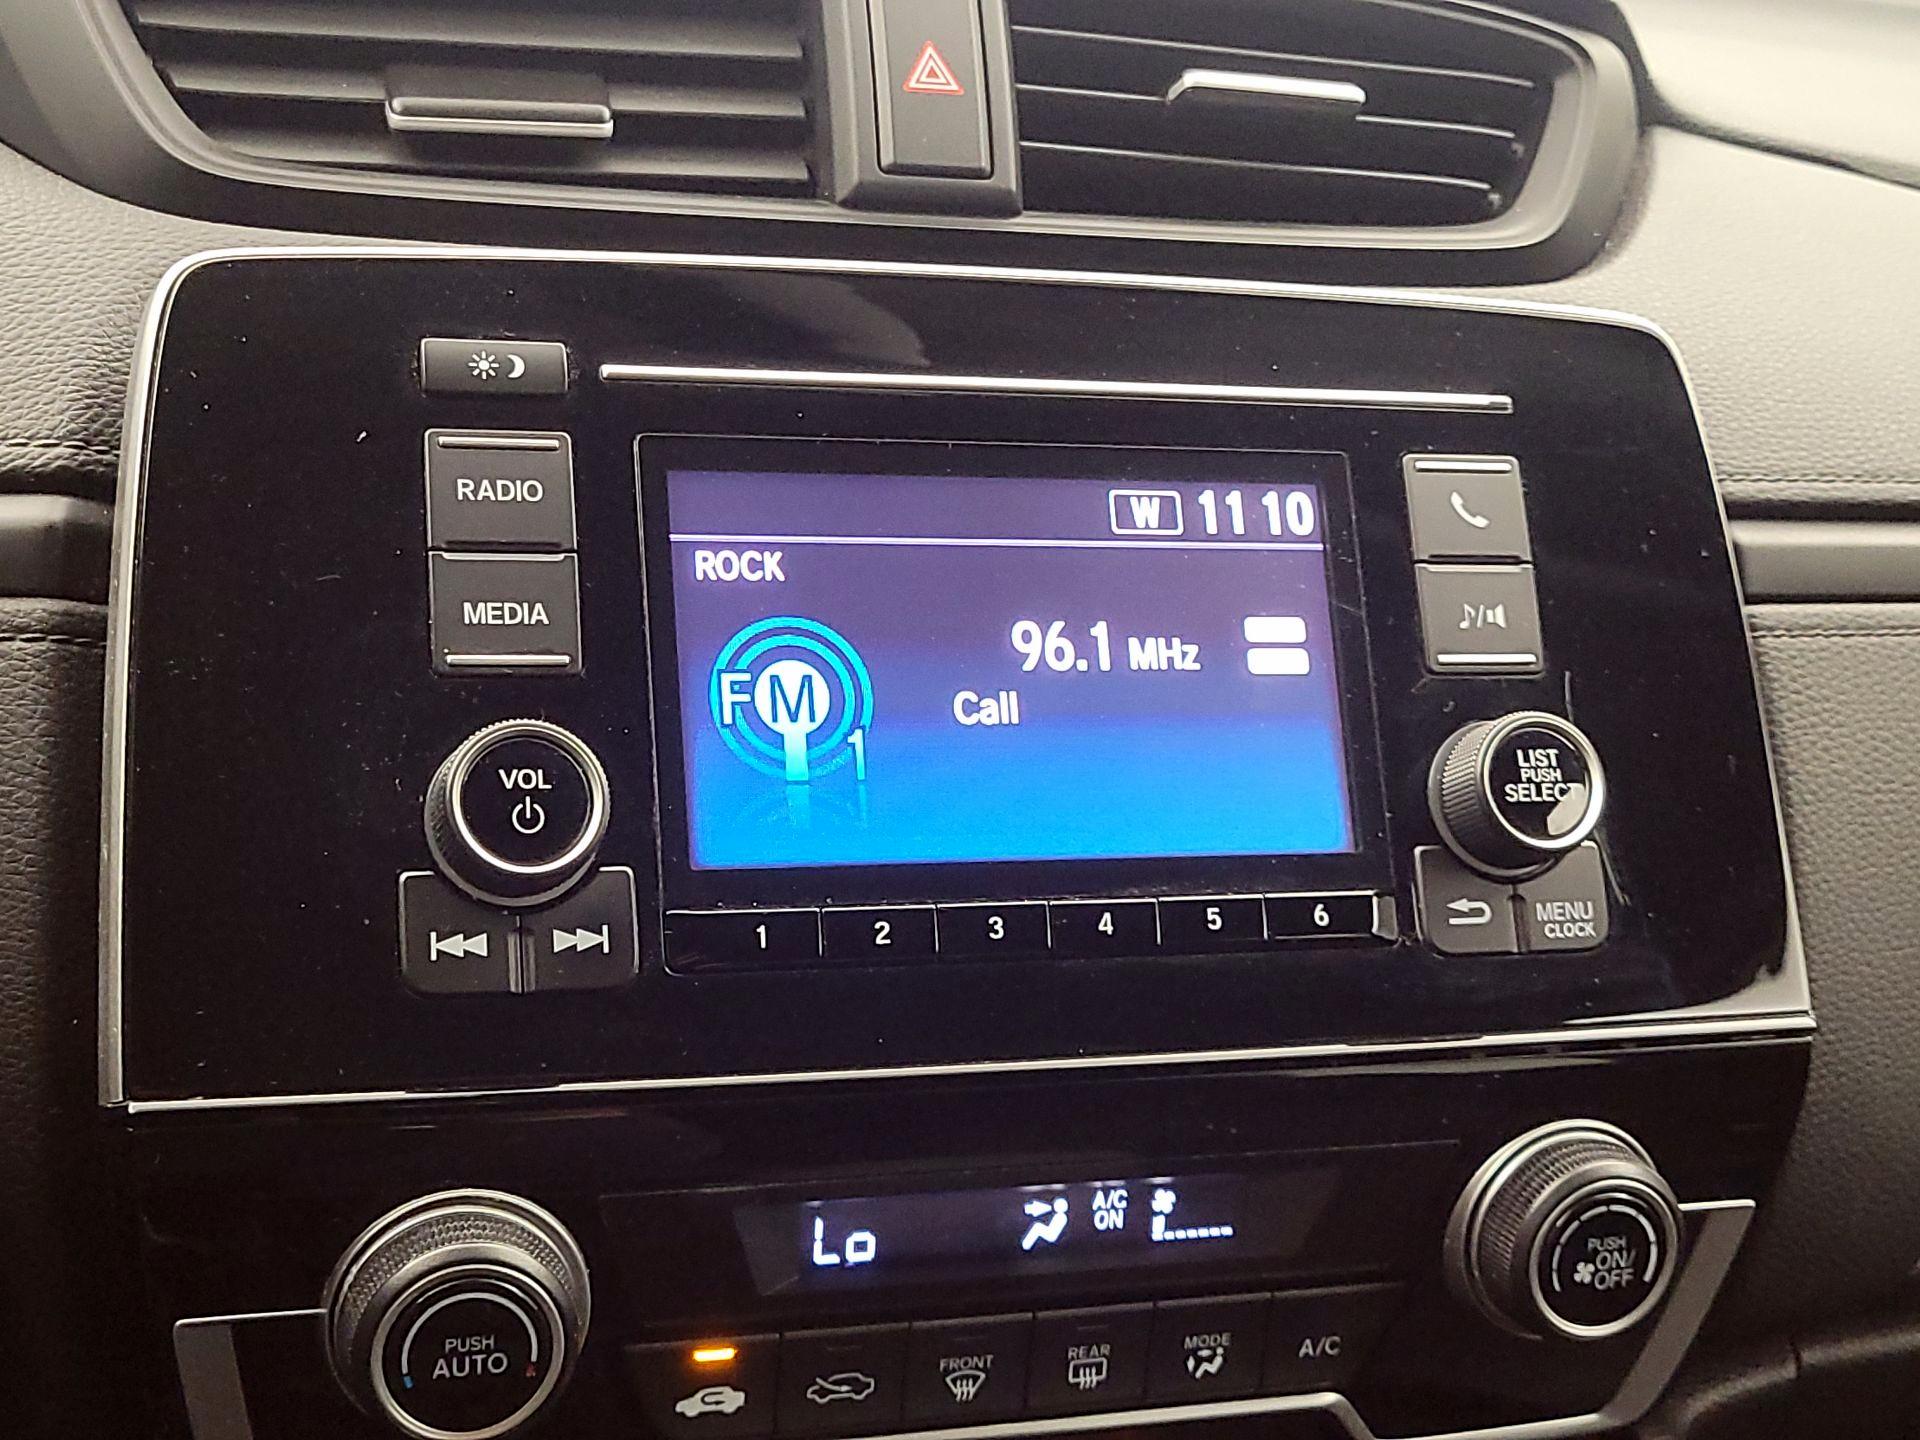 RADIO
MEDIA
VOL
W 11 10
ROCK
96.1 MHz
FM
1
Call
LIST
PUSH
SELECT
MENU
CLOCK
1 2 3 4 5 6
Lo
A/C
ON
PUSH
AUTO
FRONT
REAR
MODE
A/C
PUSH
ON/
OFF